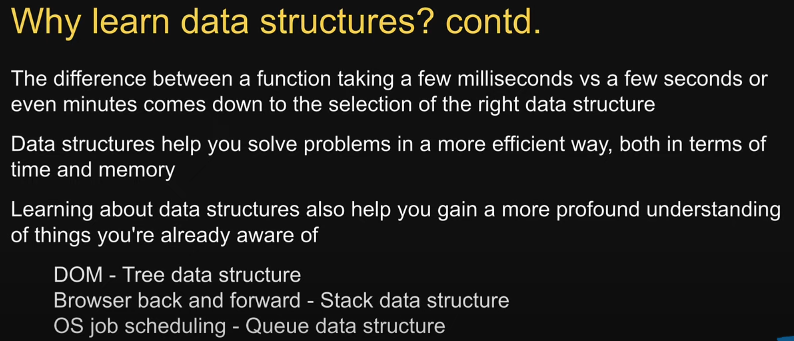 Why learn data structures? contd.
The difference between a function taking a few milliseconds vs a few seconds or
even minutes comes down to the selection of the right data structure
Data structures help you solve problems in a more efficient way, both in terms of
time and memory
Learning about data structures also help you gain a more profound understanding
of things you're already aware of
DOM - Tree data structure
Browser back and forward - Stack data structure
OS job scheduling - Queue data structure